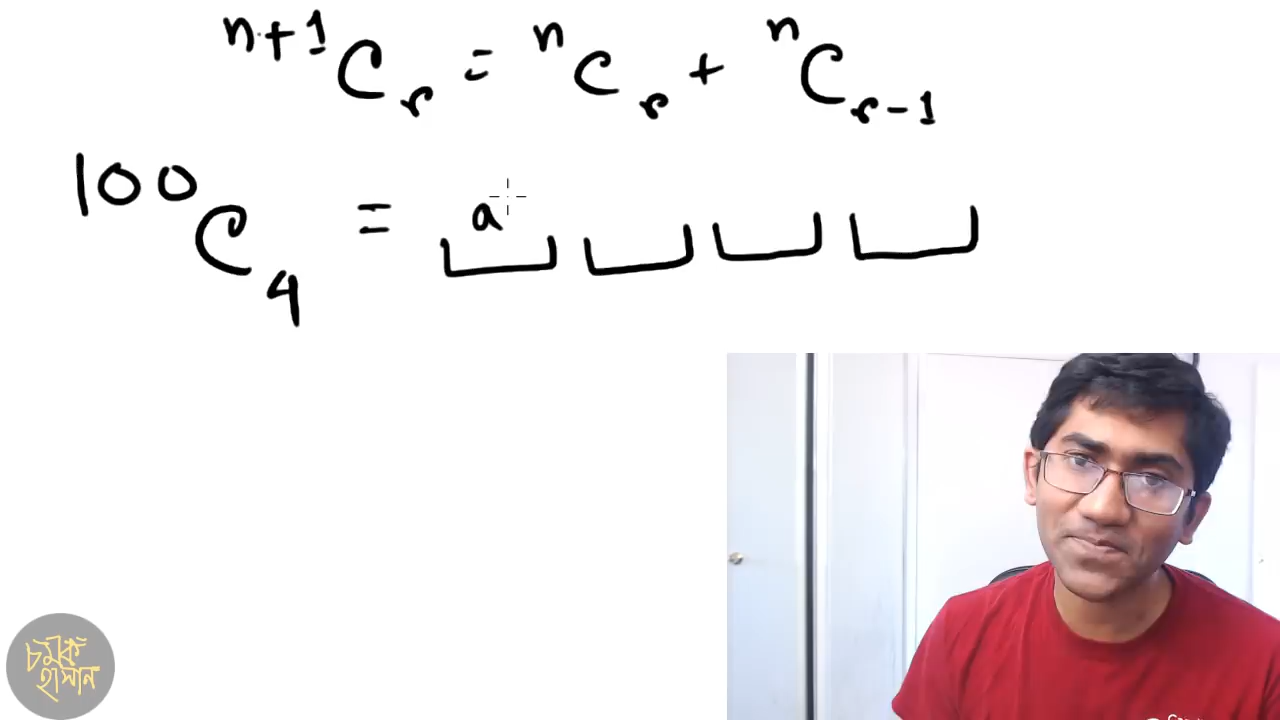 ⁿ⁺¹Cᵣ = ⁿCᵣ + ⁿCᵣ₋₁
¹⁰⁰C₄ = a
চমক
হাসান